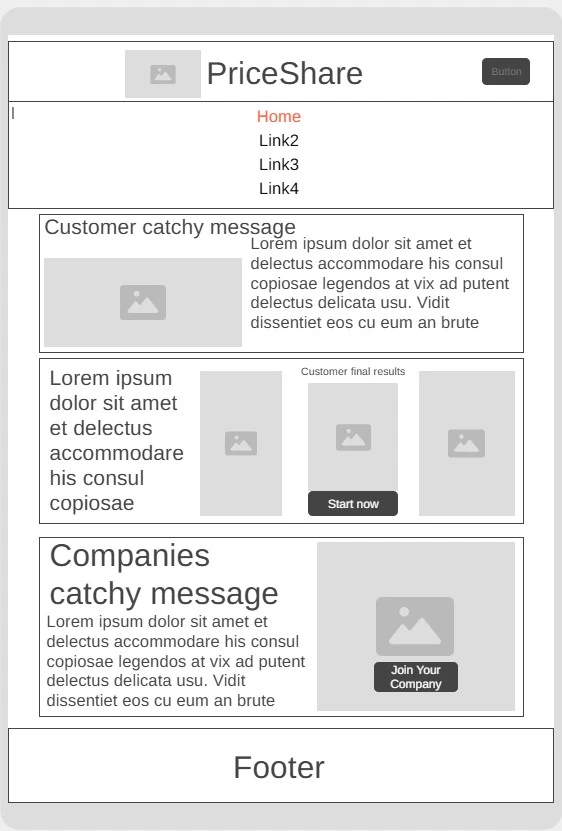 PriceShare
Button
Home
Link2
Link3
Link4
Customer catchy message
Lorem ipsum dolor sit amet et
delectus accommodare his consul
copiosae legendos at vix ad putent
delectus delicata usu. Vidit
dissentiet eos cu eum an brute
Lorem ipsum
dolor sit amet
et delectus
accommodare
his consul
copiosae
Customer final results
Start now
Companies
catchy message
Lorem ipsum dolor sit amet et
delectus accommodare his consul
copiosae legendos at vix ad putent
delectus delicata usu. Vidit
dissentiet eos cu eum an brute
Join Your
Company
Footer